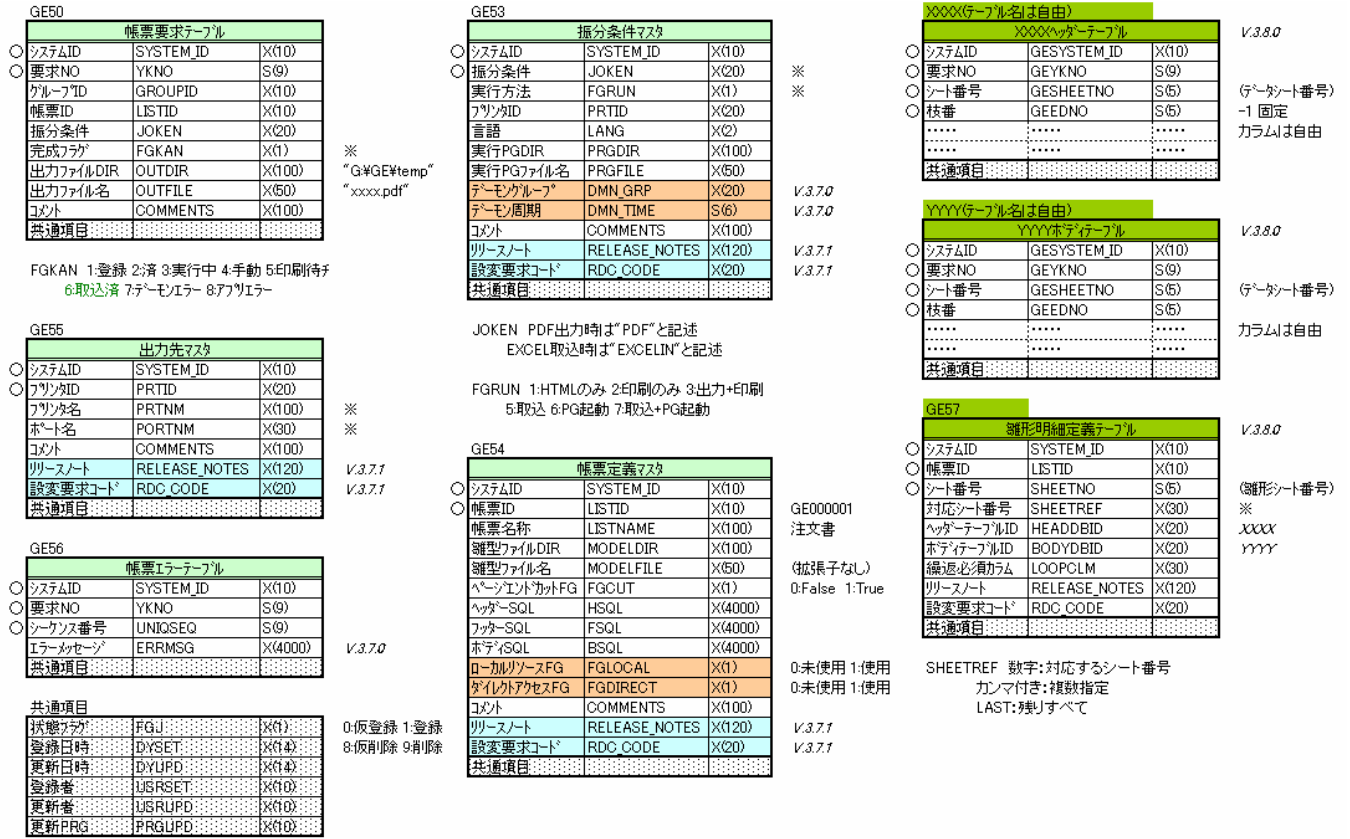 GE50
帳票要求テーブル
○ システムID SYSTEM_ID X(10)
○ 要求NO YKNO S(9)
グループID GROUPID X(10)
帳票ID LISTID X(10)
振分条件 JOKEN X(20)
完成フラグ FGKAN X(1) ※
出力ファイルDIR OUTDIR X(100) "G:¥GE¥temp"
出力ファイル名 OUTFILE X(50) "xxxx.pdf"
コメント COMMENTS X(100)
共通項目
FGKAN 1:登録 2:済 3:実行中 4:手動 5:印刷待チ
6:取込済 7:デーモンエラー 8:アプリエラー
GE55
出力先マスタ
○ システムID SYSTEM_ID X(10)
○ プリンタID PRTID X(20)
プリンタ名 PRTNM X(100) ※
ポート名 PORTNM X(30) ※
コメント COMMENTS X(100)
リリースノート RELEASE_NOTES X(120) V.3.7.1
設変要求コード RDC_CODE X(20) V.3.7.1
共通項目
GE56
帳票エラーテーブル
○ システムID SYSTEM_ID X(10)
○ 要求NO YKNO S(9)
○ シーケンス番号 UNIQSEQ S(9)
エラーメッセージ ERRMSG X(4000) V.3.7.0
共通項目
共通項目
状態フラグ FGJ X(1) 0:仮登録 1:登録
登録日時 DYSET X(14) 8:仮削除 9:削除
更新日時 DYUPD X(14)
登録者 USRSET X(10)
更新者 USRUPD X(10)
更新PRG PRGUPD X(10)
GE53
振分条件マスタ
○ システムID SYSTEM_ID X(10)
○ 振分条件 JOKEN X(20) ※
実行方法 FGRUN X(1) ※
プリンタID PRTID X(20)
言語 LANG X(2)
実行PGDIR PRGDIR X(100)
実行PGファイル名 PRGFILE X(50)
デーモングループ DMN_GRP X(20) V.3.7.0
デーモン周期 DMN_TIME S(6) V.3.7.0
コメント COMMENTS X(100)
リリースノート RELEASE_NOTES X(120) V.3.7.1
設変要求コード RDC_CODE X(20) V.3.7.1
共通項目
JOKEN PDF出力時は"PDF"と記述
EXCEL取込時は"EXCELIN"と記述
FGRUN 1:HTMLのみ 2:印刷のみ 3:出力+印刷
5:取込 6:PG起動 7:取込+PG起動
GE54
帳票定義マスタ
○ システムID SYSTEM_ID X(10)
○ 帳票ID LISTID X(10) GE000001
帳票名称 LISTNAME X(100) 注文書
雛型ファイルDIR MODELDIR X(100)
雛型ファイル名 MODELFILE X(50) (拡張子なし)
ページエンドカットFG FGCUT X(1) 0:False 1:True
ヘッダーSQL HSQL X(4000)
フッターSQL FSQL X(4000)
ボディSQL BSQL X(4000)
ローカルリソースFG FGLOCAL X(1) 0:未使用 1:使用
ダイレクトアクセスFG FGDIRECT X(1) 0:未使用 1:使用
コメント COMMENTS X(100)
リリースノート RELEASE_NOTES X(120) V.3.7.1
設変要求コード RDC_CODE X(20) V.3.7.1
共通項目
XXXX(テーブル名は自由)
XXXXヘッダーテーブル V.3.8.0
○ システムID GESYSTEM_ID X(10)
○ 要求NO GEYKNO S(9)
○ シート番号 GESHEETNO S(5) (データシート番号)
○ 枝番 GEEDNO S(5) -1 固定
・・・・・ ・・・・・ ・・・・・ カラムは自由
・・・・・ ・・・・・ ・・・・・
共通項目
YYYY(テーブル名は自由)
YYYYボディテーブル V.3.8.0
○ システムID GESYSTEM_ID X(10)
○ 要求NO GEYKNO S(9)
○ シート番号 GESHEETNO S(5) (データシート番号)
○ 枝番 GEEDNO S(5)
・・・・・ ・・・・・ ・・・・・ カラムは自由
・・・・・ ・・・・・ ・・・・・
共通項目
GE57
雛形明細定義テーブル V.3.8.0
○ システムID SYSTEM_ID X(10)
○ 帳票ID LISTID X(10)
○ シート番号 SHEETNO S(5) (雛形シート番号)
対応シート番号 SHEETREF X(30) ※
ヘッダーテーブルID HEADDBID X(20) XXXX
ボディテーブルID BODYDBID X(20) YYYY
繰返必須カラム LOOPCLM X(30)
リリースノート RELEASE_NOTES X(120)
設変要求コード RDC_CODE X(20)
共通項目
SHEETREF 数字:対応するシート番号
カンマ付き:複数指定
LAST:残りすべて